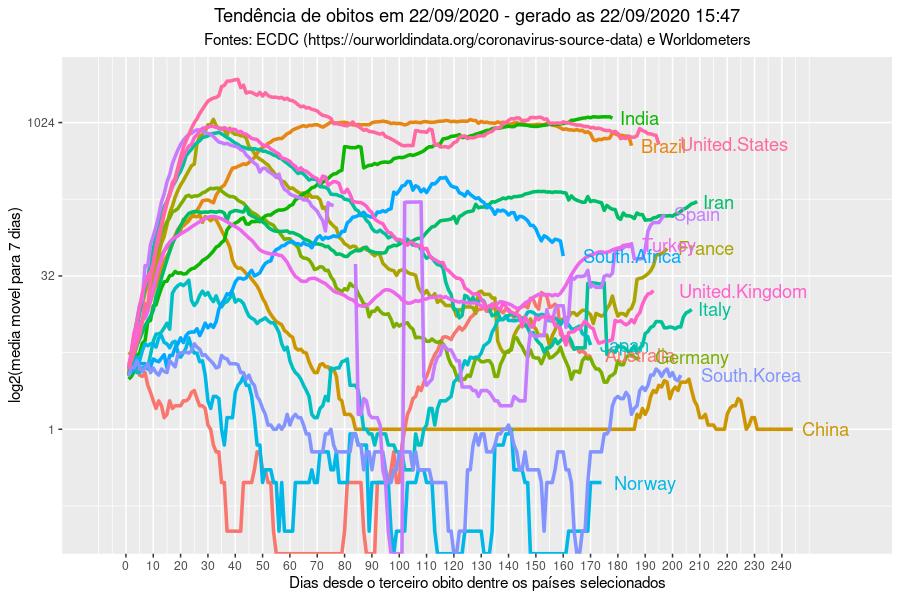 Tendência de obitos em 22/09/2020 - gerado as 22/09/2020 15:47
Fontes: ECDC (https://ourworldindata.org/coronavirus-source-data) e Worldometers
log2(media movel para 7 dias)
1024
32
1
India
Brazil
United.States
Iran
Spain
Turkey
France
South.Africa
United.Kingdom
Italy
Japan
Australia
Germany
South.Korea
China
Norway
0 10 20 30 40 50 60 70 80 90 100 110 120 130 140 150 160 170 180 190 200 210 220 230 240
Dias desde o terceiro obito dentre os países selecionados